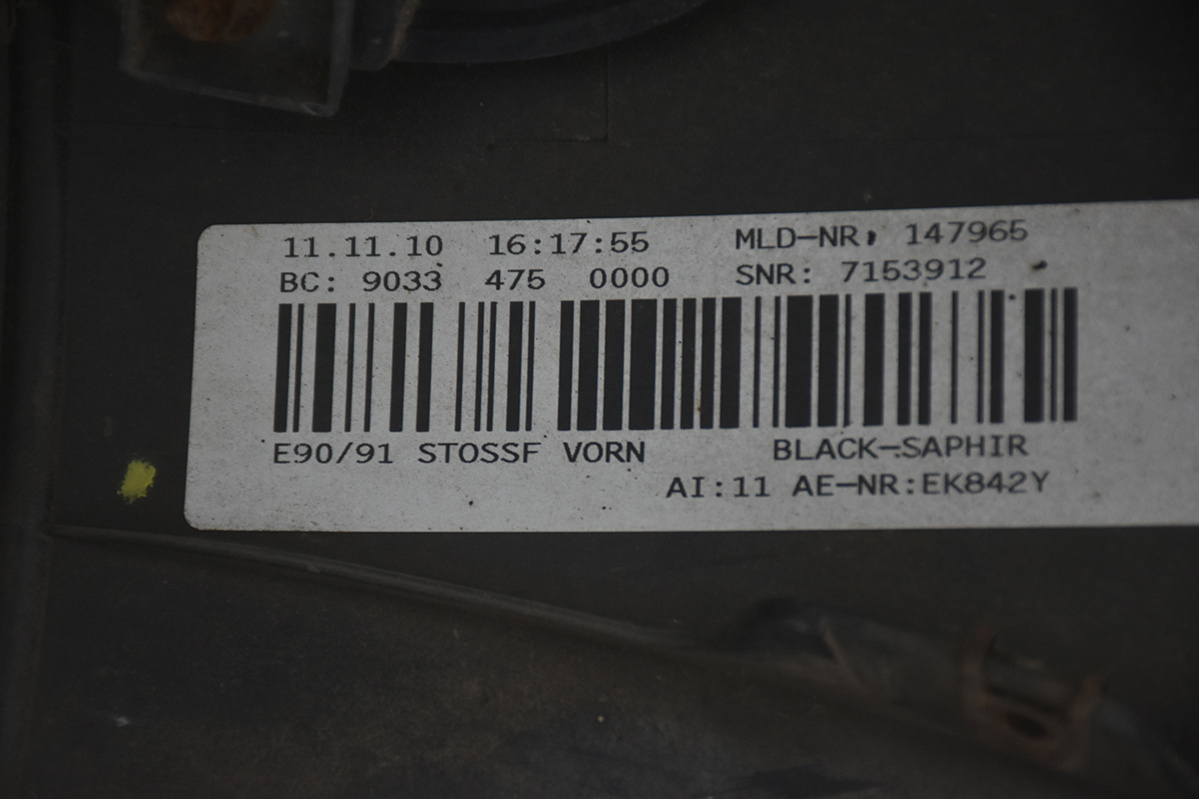 11.11.10 16:17:55 MLD-NR: 147965
BC: 9033 475 0000 SNR: 7153912
E90/91 STOSSF VORN BLACK-SAPHIR
AI:11 AE-NR:EK842Y